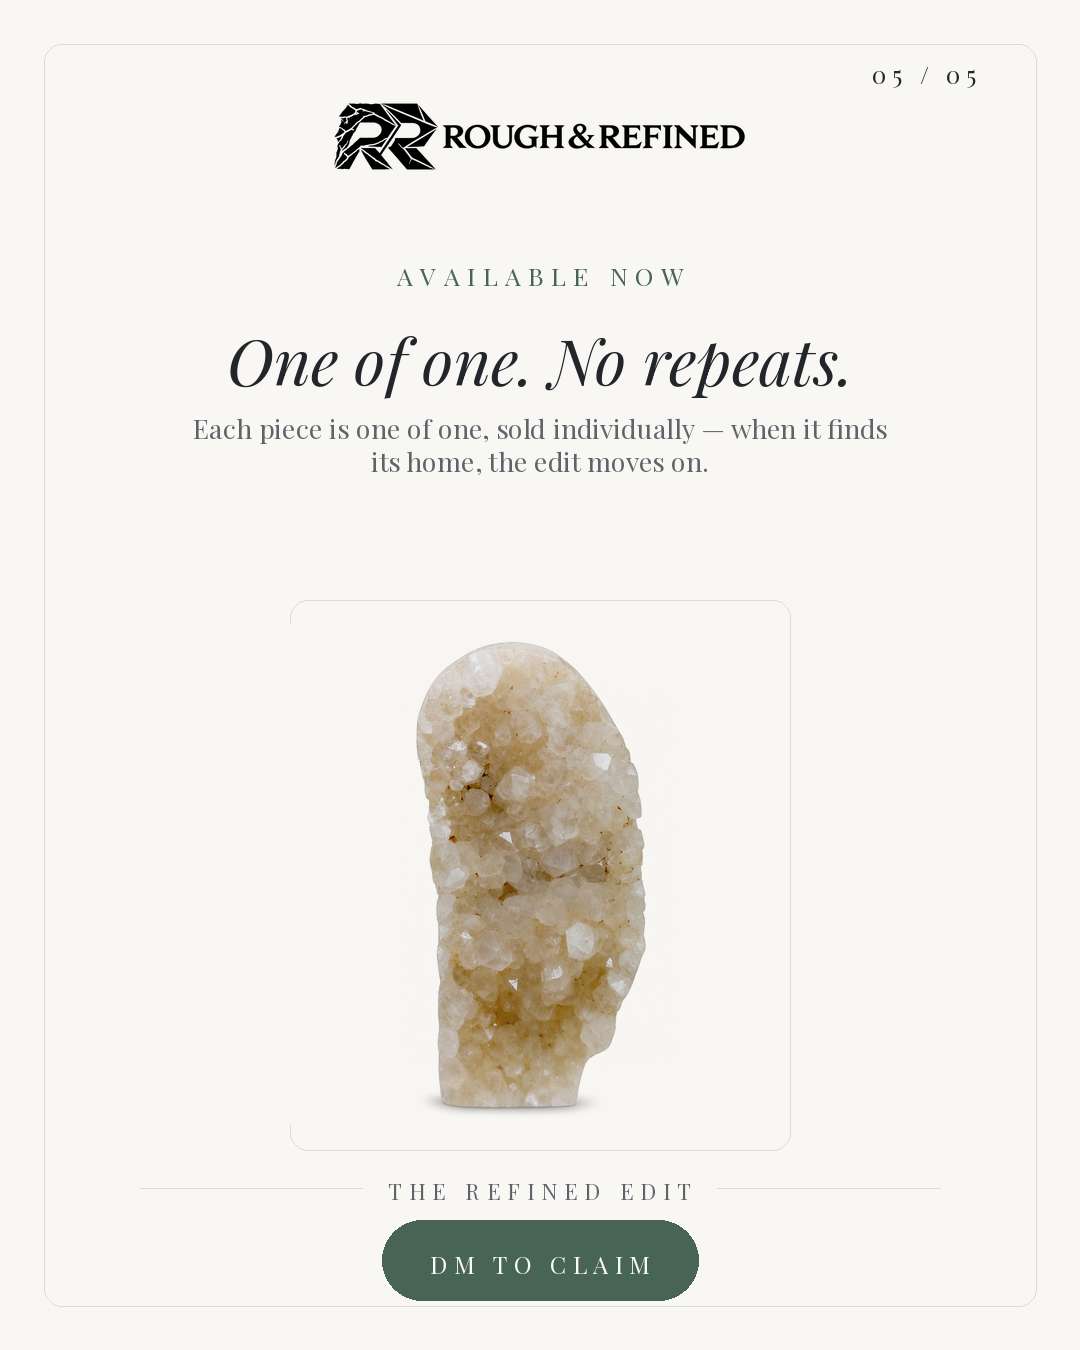 05 / 05
RR ROUGH & REFINED
AVAILABLE NOW
One of one. No repeats.
Each piece is one of one, sold individually — when it finds
its home, the edit moves on.
THE REFINED EDIT
DM TO CLAIM